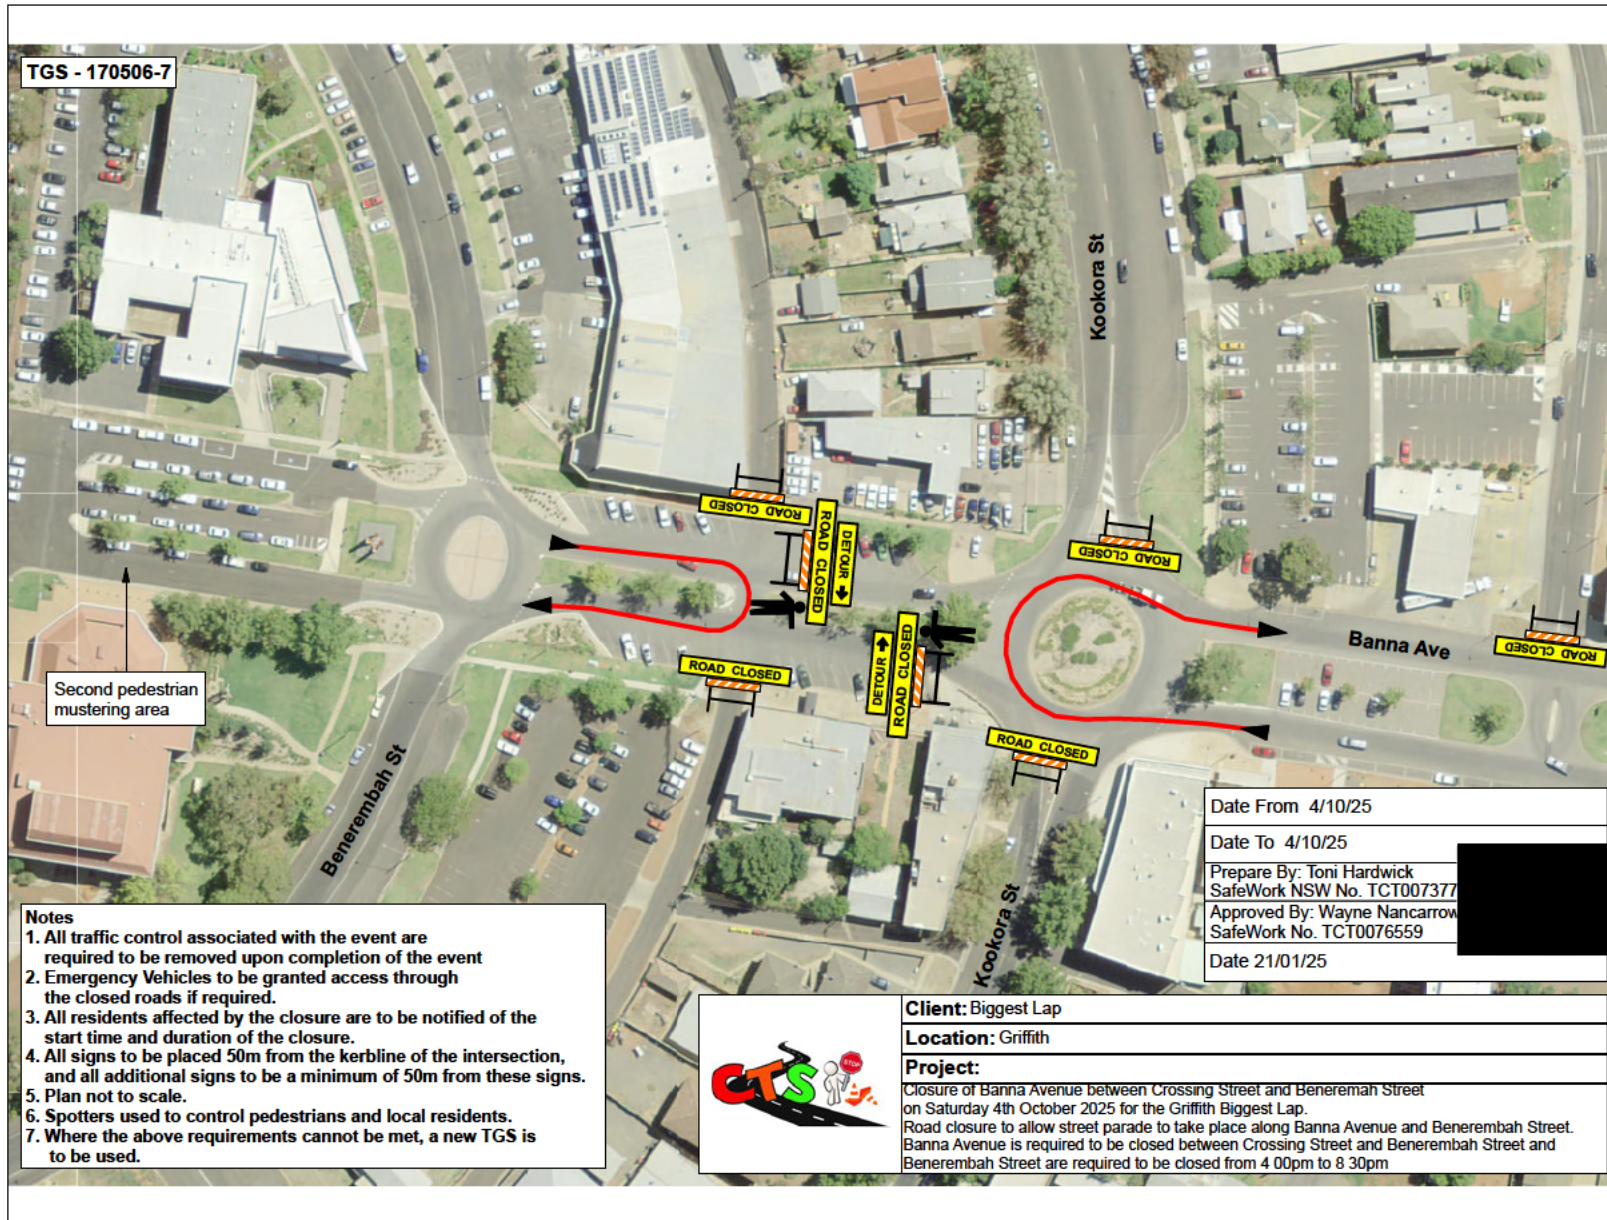 TGS - 170506-7
Kookora St
ROAD CLOSED
ROAD CLOSED
DETOUR
ROAD CLOSED
Banna Ave
ROAD CLOSED
ROAD CLOSED
DETOUR
ROAD CLOSED
ROAD CLOSED
Second pedestrian
mustering area
Benerembah St
Kookora St
Date From 4/10/25
Date To 4/10/25
Prepare By: Toni Hardwick
SafeWork NSW No. TCT007377
Approved By: Wayne Nancarrow
SafeWork No. TCT0076559
Date 21/01/25
Notes
1. All traffic control associated with the event are
required to be removed upon completion of the event
2. Emergency Vehicles to be granted access through
the closed roads if required.
3. All residents affected by the closure are to be notified of the
start time and duration of the closure.
4. All signs to be placed 50m from the kerbline of the intersection,
and all additional signs to be a minimum of 50m from these signs.
5. Plan not to scale.
6. Spotters used to control pedestrians and local residents.
7. Where the above requirements cannot be met, a new TGS is
to be used.
CTS
STOP
Client: Biggest Lap
Location: Griffith
Project:
Closure of Banna Avenue between Crossing Street and Beneremah Street
on Saturday 4th October 2025 for the Griffith Biggest Lap.
Road closure to allow street parade to take place along Banna Avenue and Benerembah Street.
Banna Avenue is required to be closed between Crossing Street and Benerembah Street and
Benerembah Street are required to be closed from 4 00pm to 8 30pm